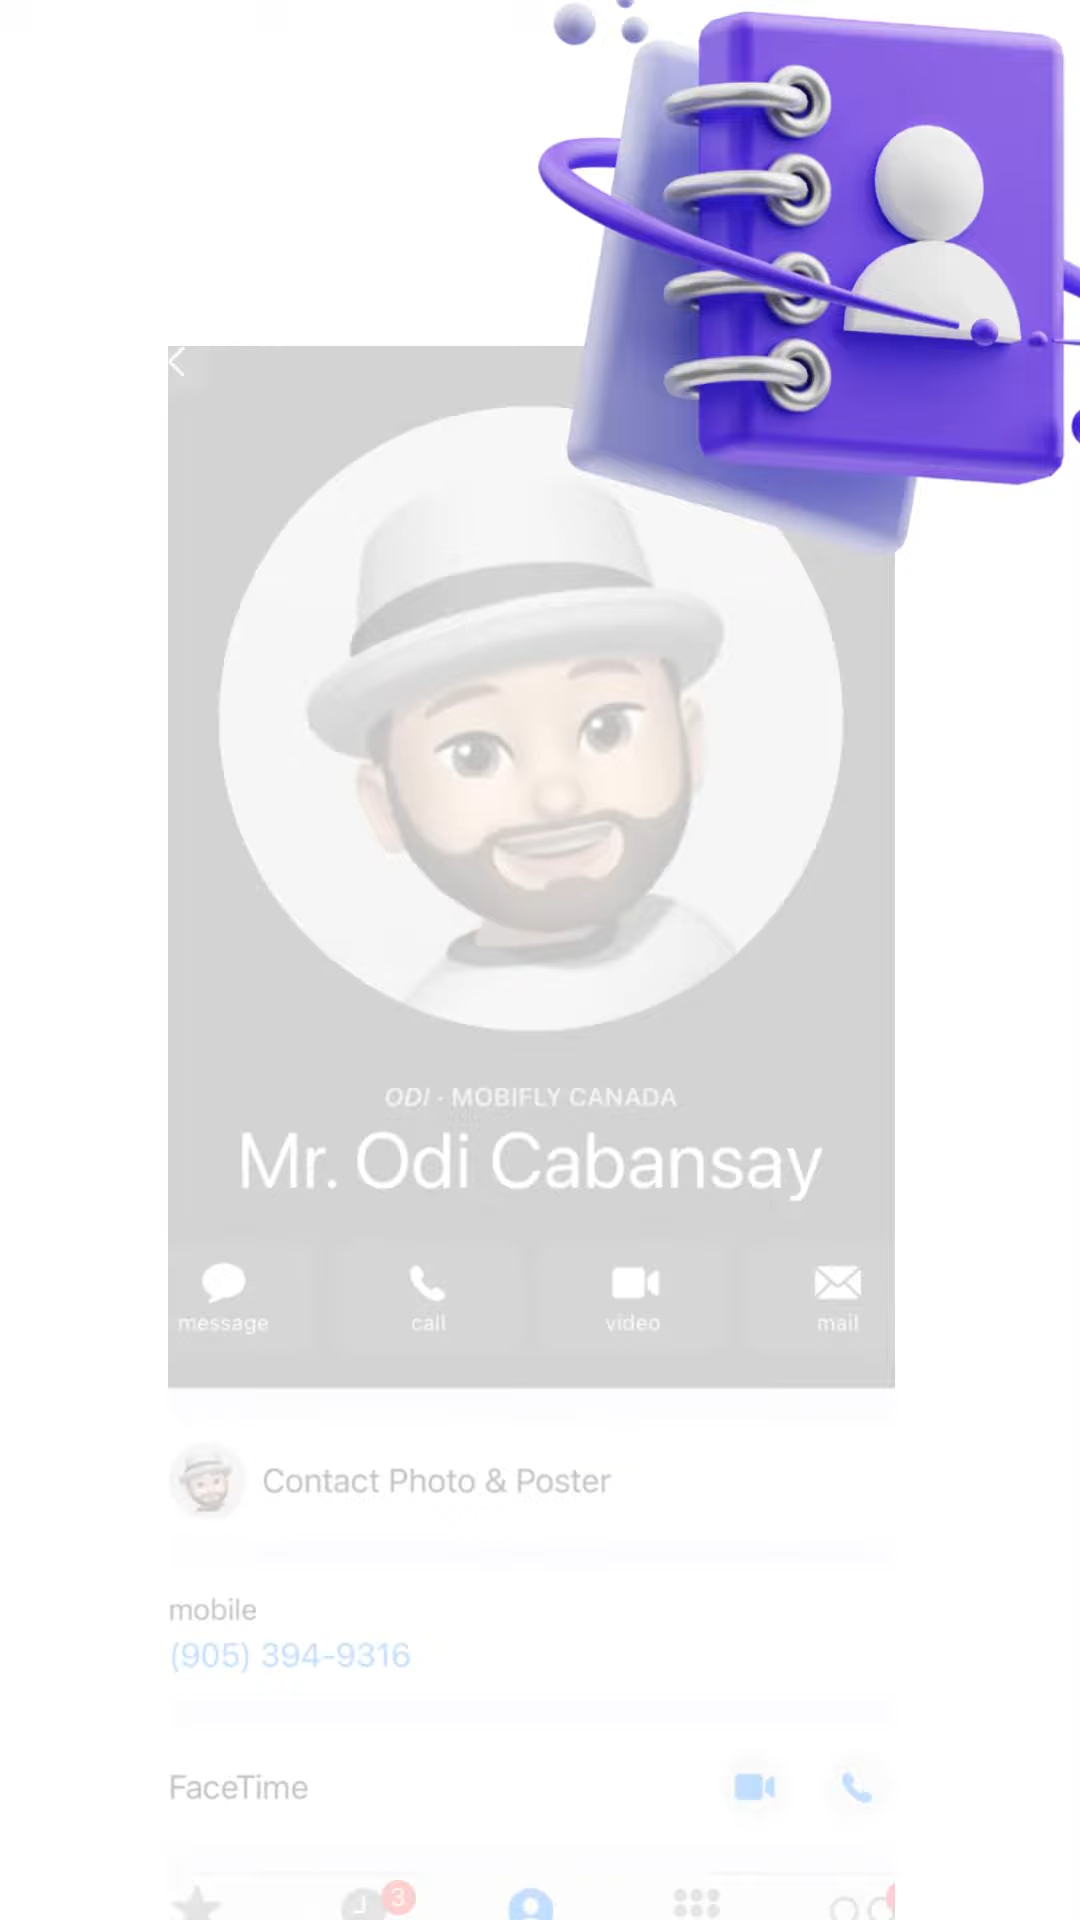 ODI · MOBIFLY CANADA
Mr. Odi Cabansay
message call video mail
Contact Photo & Poster
mobile
(905) 394-9316
FaceTime
3